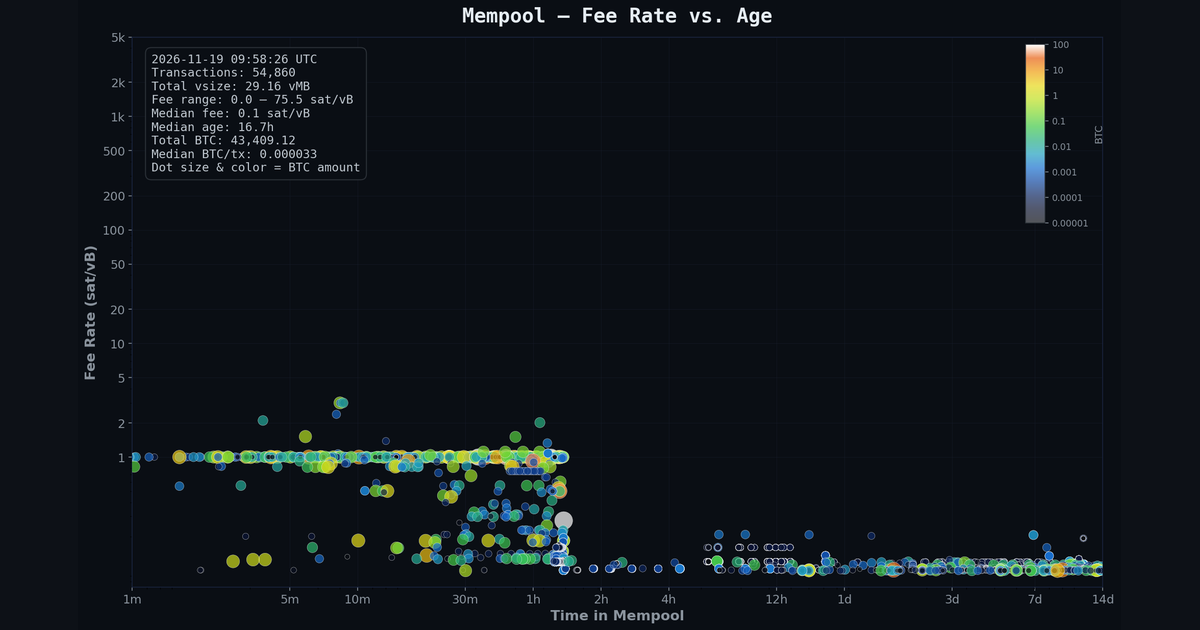 Mempool — Fee Rate vs. Age
2026-11-19 09:58:26 UTC
Transactions: 54,860
Total vsize: 29.16 vMB
Fee range: 0.0 – 75.5 sat/vB
Median fee: 0.1 sat/vB
Median age: 16.7h
Total BTC: 43,409.12
Median BTC/tx: 0.000033
Dot size & color = BTC amount
100
10
1
0.1
0.01
0.001
0.0001
0.00001
BTC
Fee Rate (sat/vB)
5k
2k
1k
500
200
100
50
20
10
5
2
1
1m
5m
10m
30m
1h
2h
4h
12h
1d
3d
7d
14d
Time in Mempool